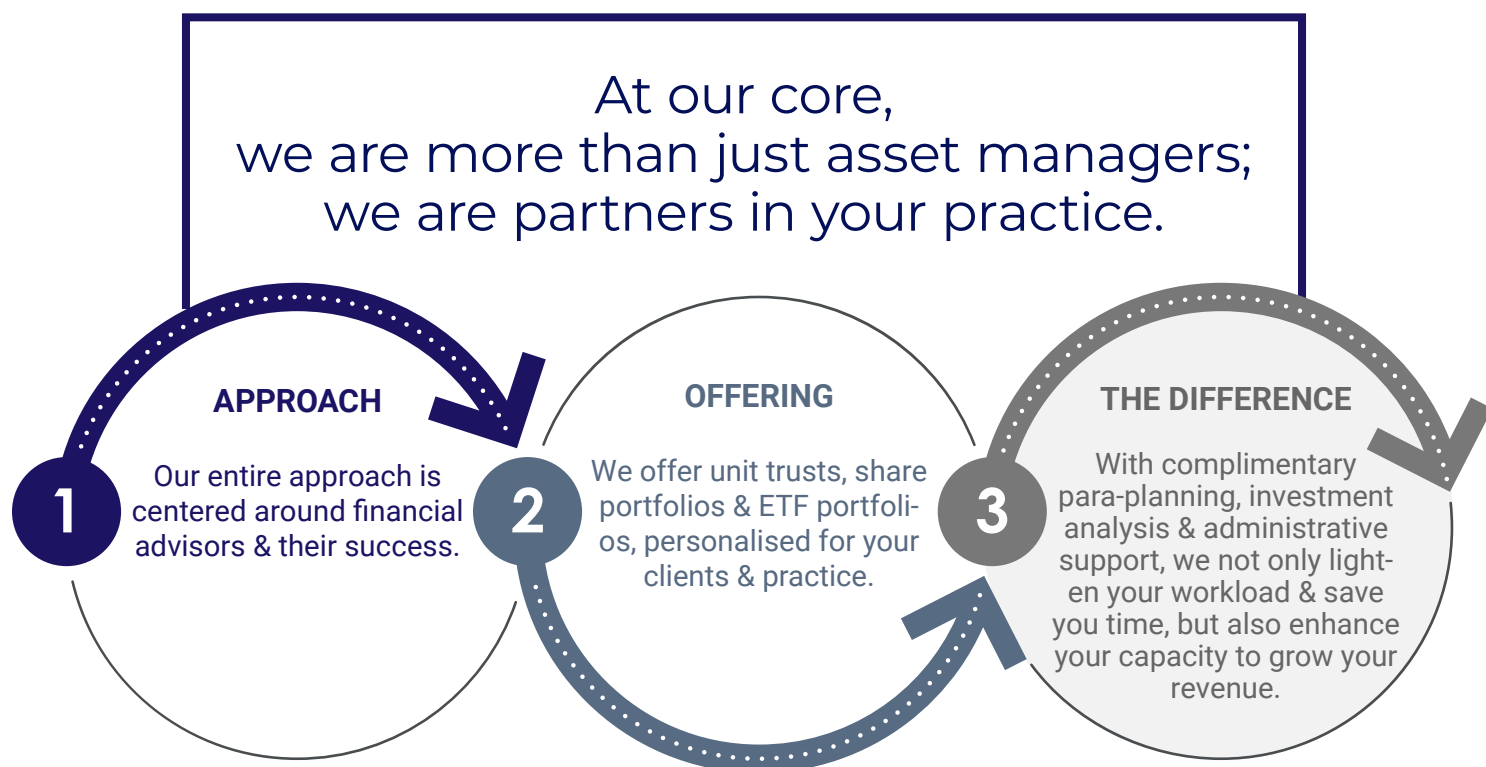 At our core,
we are more than just asset managers;
we are partners in your practice.
1
APPROACH
Our entire approach is
centered around financial
advisors & their success.
2
OFFERING
We offer unit trusts, share
portfolios & ETF portfoli-
os, personalised for your
clients & practice.
3
THE DIFFERENCE
With complimentary
para-planning, investment
analysis & administrative
support, we not only light-
en your workload & save
you time, but also enhance
your capacity to grow your
revenue.